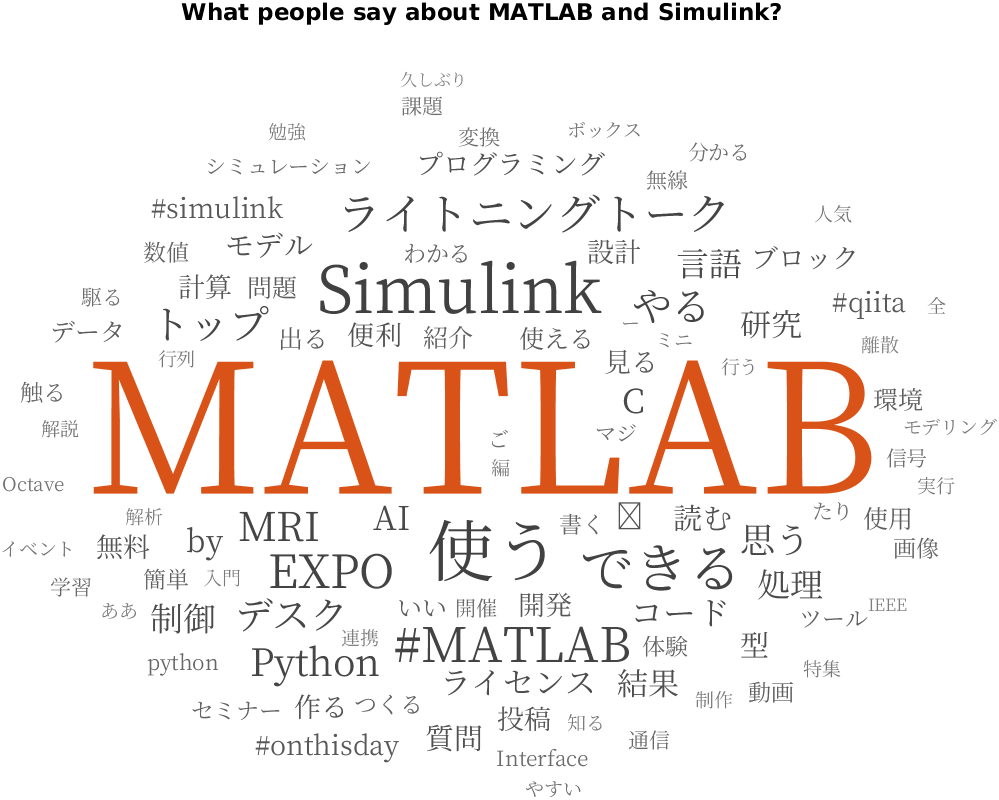 What people say about MATLAB and Simulink?
久しぶり
課題
勉強
変換
ボックス
分かる
シミュレーション
プログラミング
無線
#simulink
ライトニングトーク
人気
数値
モデル
わかる
設計
言語
ブロック
計算
問題
Simulink
やる
駆る
#qiita
全
データ
トップ
出る
便利
紹介
使える
ー
ミニ
研究
離散
行列
見る
行う
触る
MATLAB
C
環境
解説
マジ
モデリング
ご
編
信号
Octave
実行
解析
MRI
AI
使う
書く
読む
たり
使用
イベント
無料
by
思う
画像
学習
簡単
入門
EXPO
できる
処理
ああ
制御
デスク
いい
開催
開発
コード
ツール
IEEE
連携
#MATLAB
体験
型
python
Python
ライセンス
結果
特集
制作
動画
セミナー
作る
つくる
投稿
知る
#onthisday
質問
通信
Interface
やすい